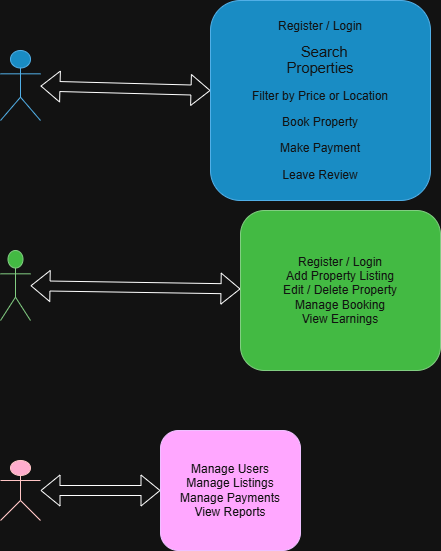 Register / Login
Search
Properties
Filter by Price or Location
Book Property
Make Payment
Leave Review
Register / Login
Add Property Listing
Edit / Delete Property
Manage Booking
View Earnings
Manage Users
Manage Listings
Manage Payments
View Reports